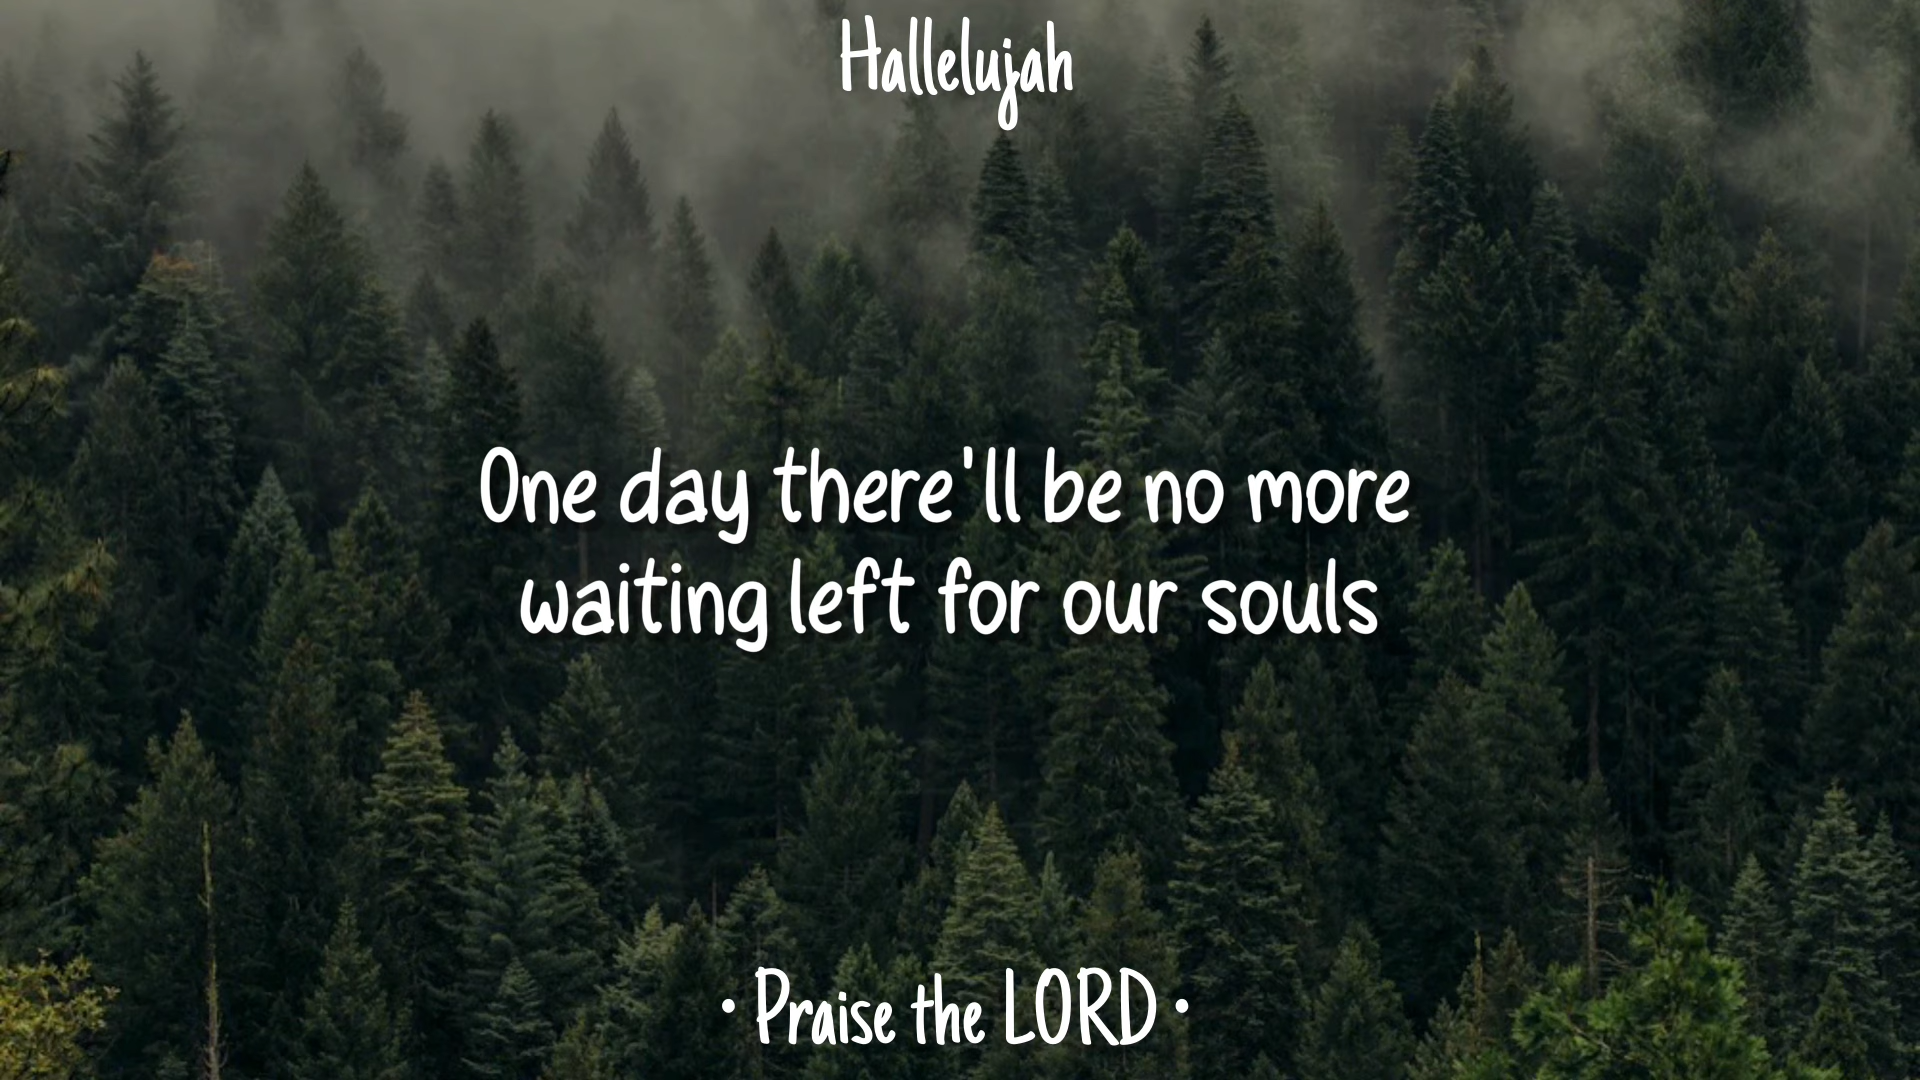 Hallelujah
One day there'll be no more
waiting left for our souls
• Praise the LORD •